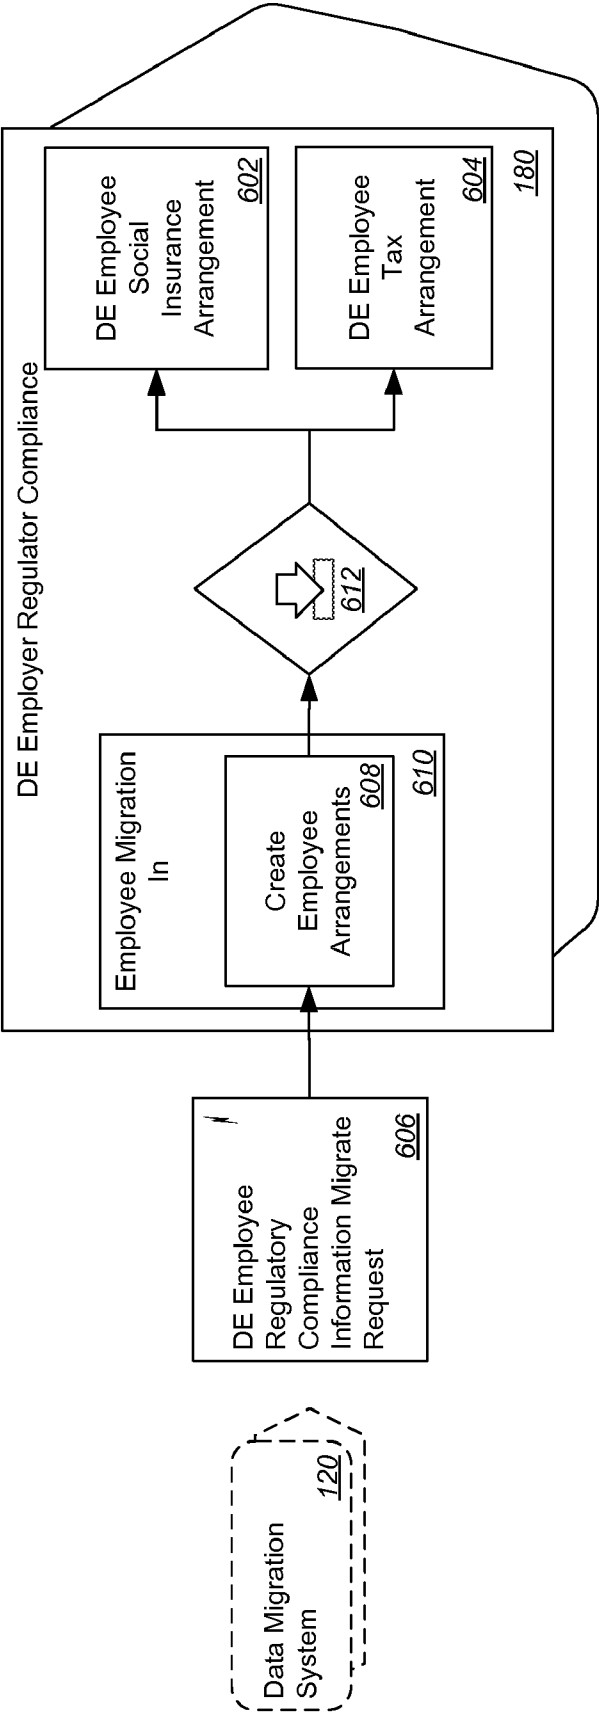 DE Employer Regulator Compliance
Data Migration
System
120
DE Employee
Regulatory
Compliance
Information Migrate
Request
606
Employee Migration
In
Create
Employee
Arrangements
608
610
612
DE Employee
Social
Insurance
Arrangement
602
DE Employee
Tax
Arrangement
604
180